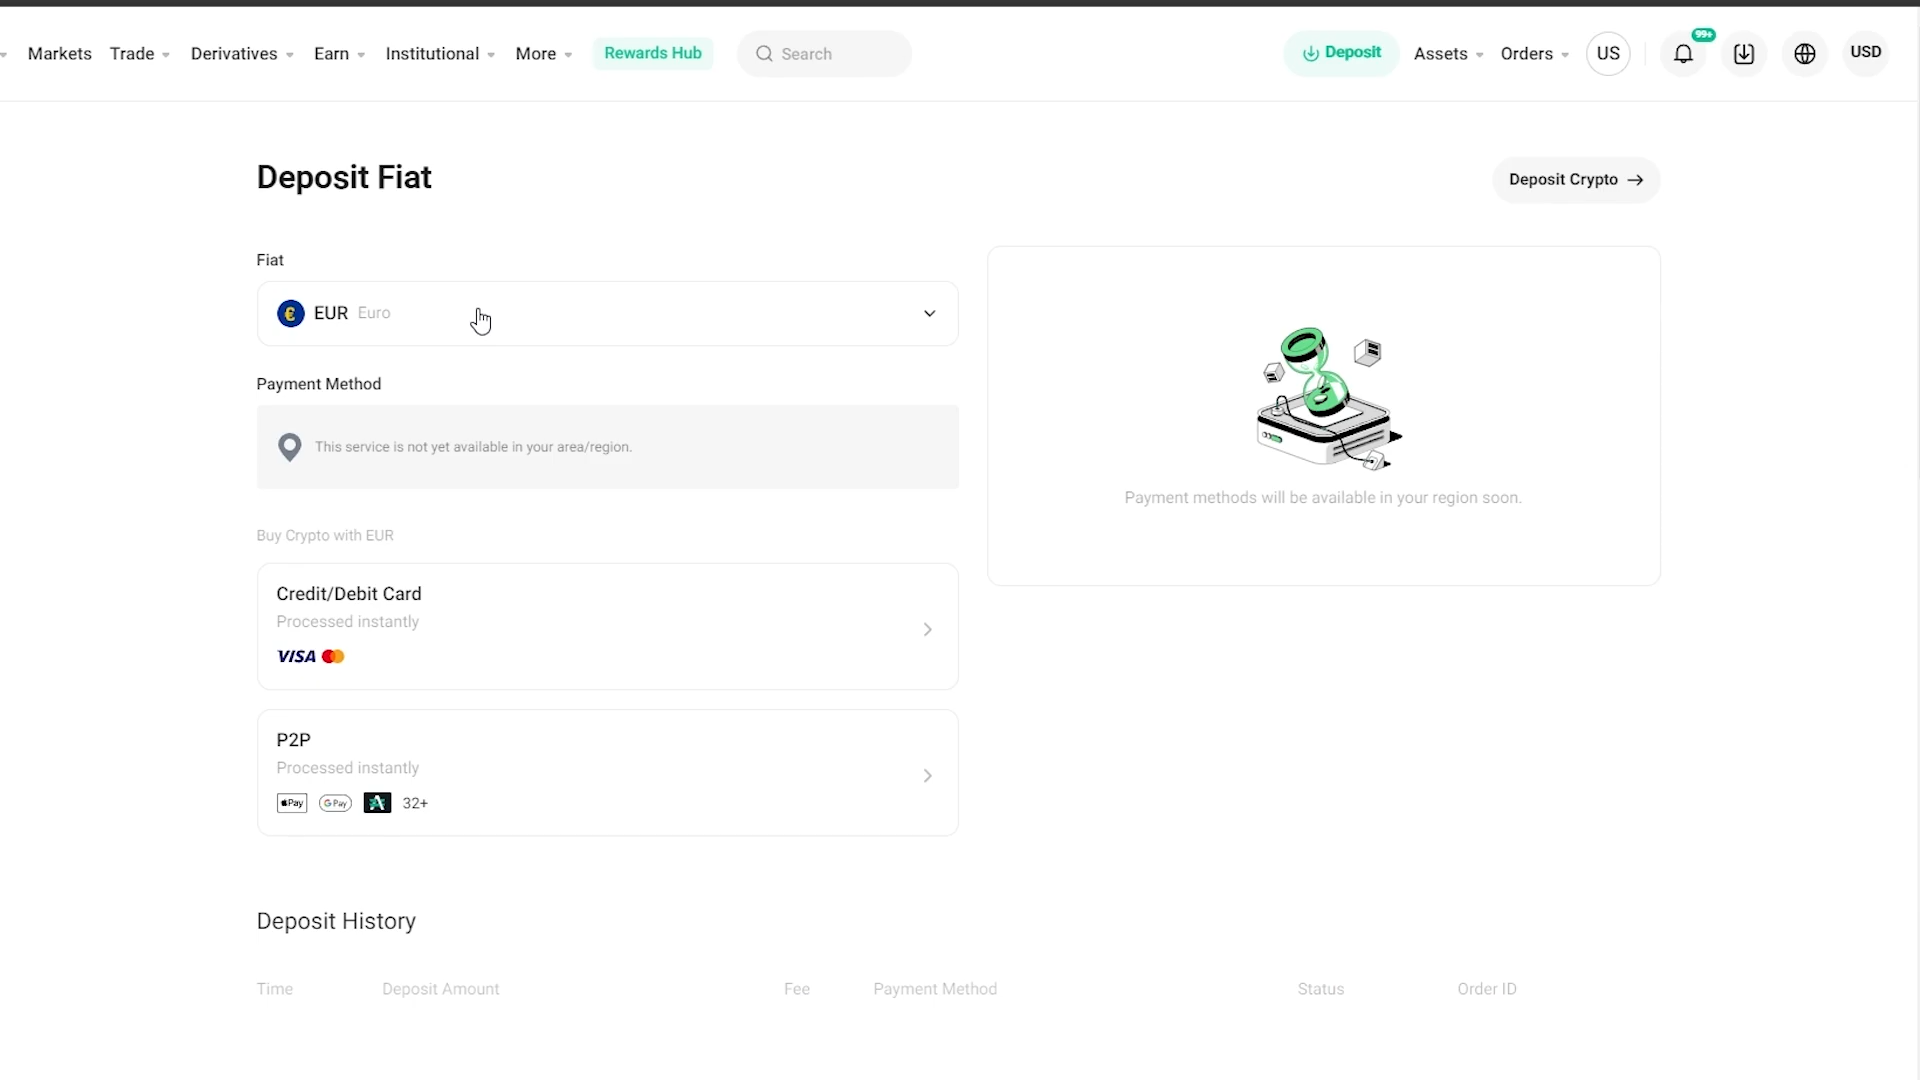 Markets Trade Derivatives Earn Institutional More Rewards Hub Search Deposit Assets Orders US 99+ USD
Deposit Fiat
Deposit Crypto
Fiat
EUR Euro
Payment Method
This service is not yet available in your area/region.
Payment methods will be available in your region soon.
Buy Crypto with EUR
Credit/Debit Card
Processed instantly
VISA
P2P
Processed instantly
Pay G Pay 32+
Deposit History
Time Deposit Amount Fee Payment Method Status Order ID